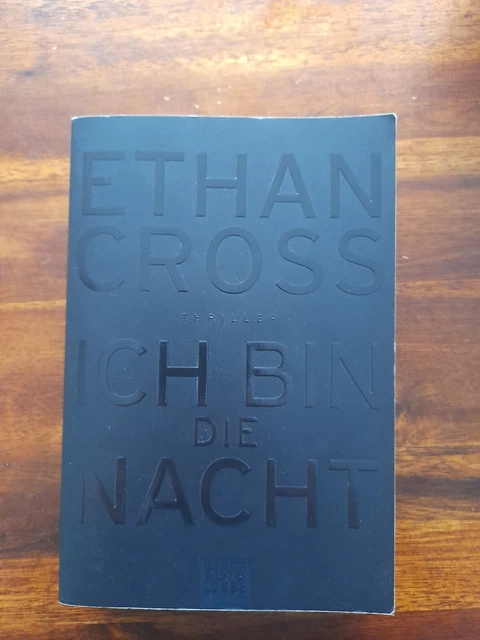 ETHAN
CROSS
THRILLER
ICH BIN
DIE
NACHT